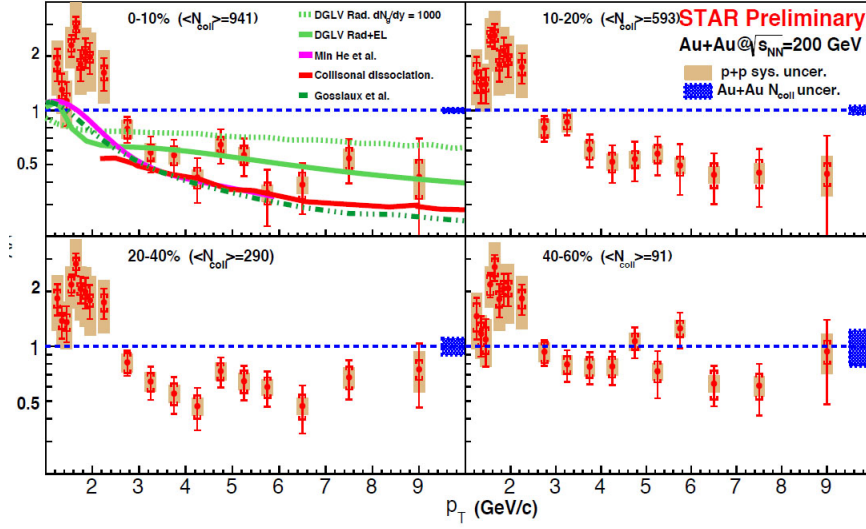 0-10% (<N_coll>=941)
DGLV Rad. dN_g/dy = 1000
DGLV Rad+EL
Min He et al.
Collisonal dissociation.
Gossiaux et al.
10-20% (<N_coll>=593)
STAR Preliminary
Au+Au@√s_NN=200 GeV
p+p sys. uncer.
Au+Au N_coll uncer.
2
1
0.5
20-40% (<N_coll>=290)
40-60% (<N_coll>=91)
2
1
0.5
2 3 4 5 6 7 8 9
2 3 4 5 6 7 8 9
p_T (GeV/c)